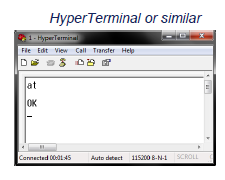 HyperTerminal or similar
1 - HyperTerminal
File Edit View Call Transfer Help
at
OK
_
Connected 00:01:45 Auto detect 115200 8-N-1 SCROLL